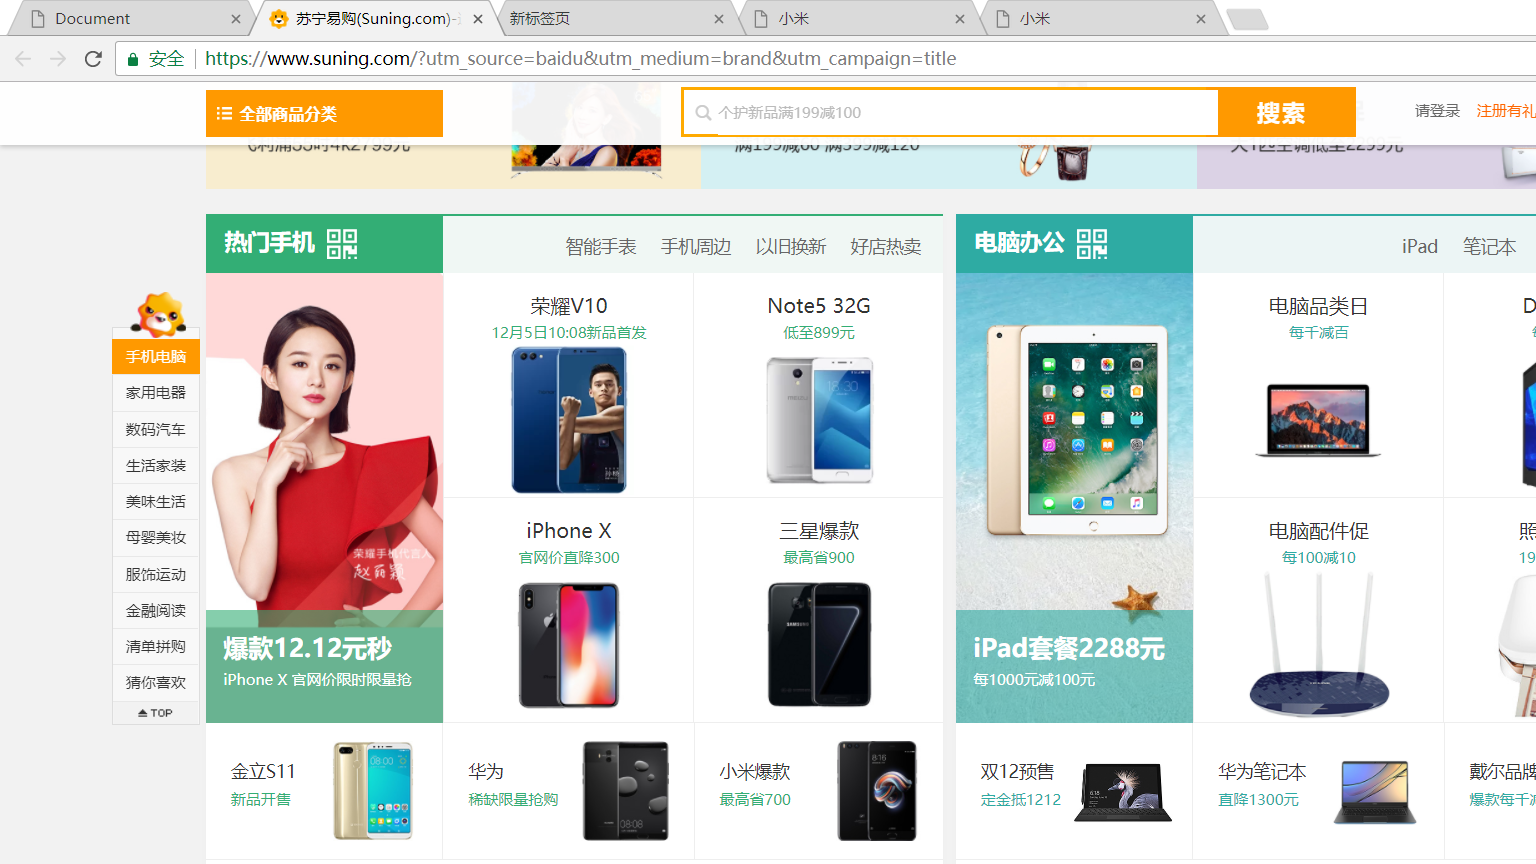 Document
苏宁易购(Suning.com)-
新标签页
小米
小米
安全
https://www.suning.com/?utm_source=baidu&utm_medium=brand&utm_campaign=title
全部商品分类
个护新品满199减100
搜索
请登录
注册有礼
热门手机
智能手表
手机周边
以旧换新
好店热卖
电脑办公
iPad
笔记本
手机电脑
家用电器
数码汽车
生活家装
美味生活
母婴美妆
服饰运动
金融阅读
清单拼购
猜你喜欢
TOP
荣耀手机代言人
赵丽颖
爆款12.12元秒
iPhone X 官网价限时限量抢
荣耀V10
12月5日10:08新品首发
Note5 32G
低至899元
iPhone X
官网价直降300
三星爆款
最高省900
金立S11
新品开售
华为
稀缺限量抢购
小米爆款
最高省700
iPad套餐2288元
每1000元减100元
电脑品类日
每千减百
电脑配件促
每100减10
双12预售
定金抵1212
华为笔记本
直降1300元
戴尔品牌
爆款每千减